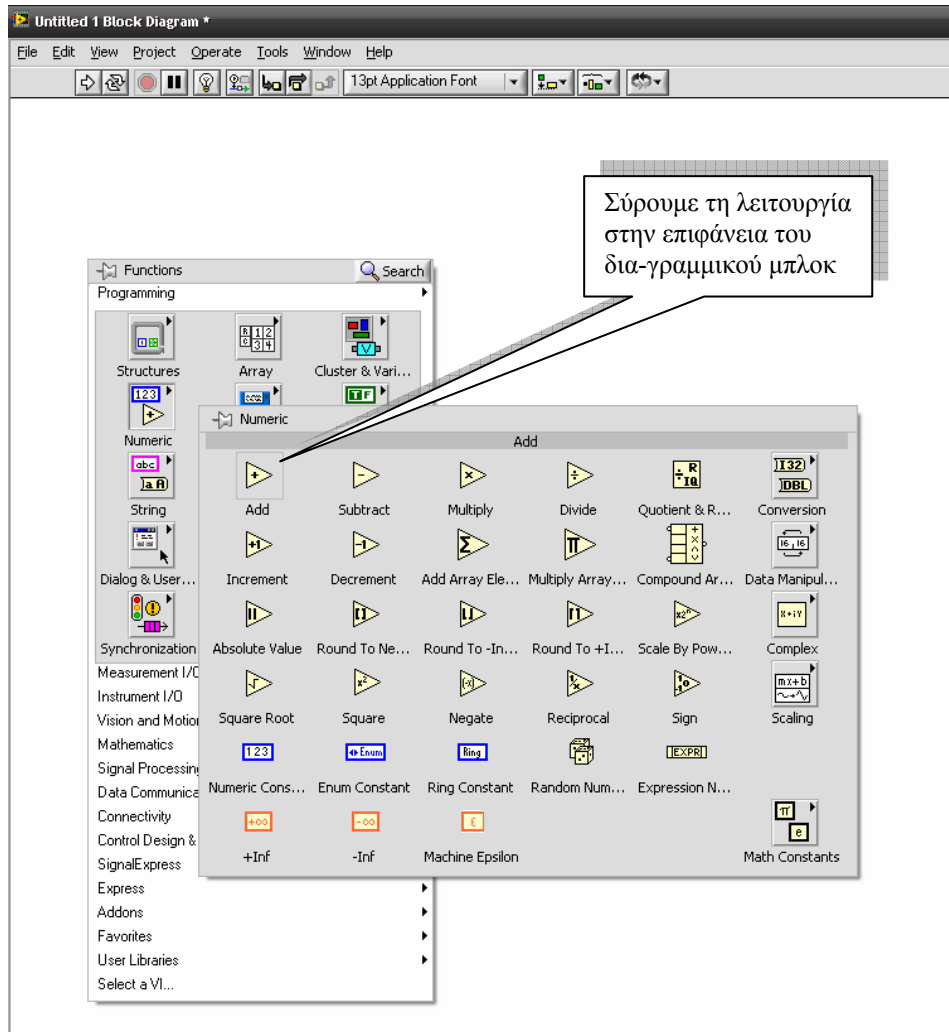 Untitled 1 Block Diagram *
File Edit View Project Operate Tools Window Help
13pt Application Font
Σύρουμε τη λειτουργία
στην επιφάνεια του
δια-γραμμικού μπλοκ
Functions
Search
Programming
Structures
Array
Cluster & Vari...
Numeric
String
Dialog & User...
Synchronization
Measurement I/O
Instrument I/O
Vision and Motion
Mathematics
Signal Processing
Data Communica
Connectivity
Control Design &
SignalExpress
Express
Addons
Favorites
User Libraries
Select a VI...
Numeric
Add
Add Subtract Multiply Divide Quotient & R... Conversion
Increment Decrement Add Array Ele... Multiply Array... Compound Ar... Data Manipul...
Absolute Value Round To Ne... Round To -In... Round To +I... Scale By Pow... Complex
Square Root Square Negate Reciprocal Sign Scaling
Numeric Cons... Enum Constant Ring Constant Random Num... Expression N...
+Inf -Inf Machine Epsilon Math Constants